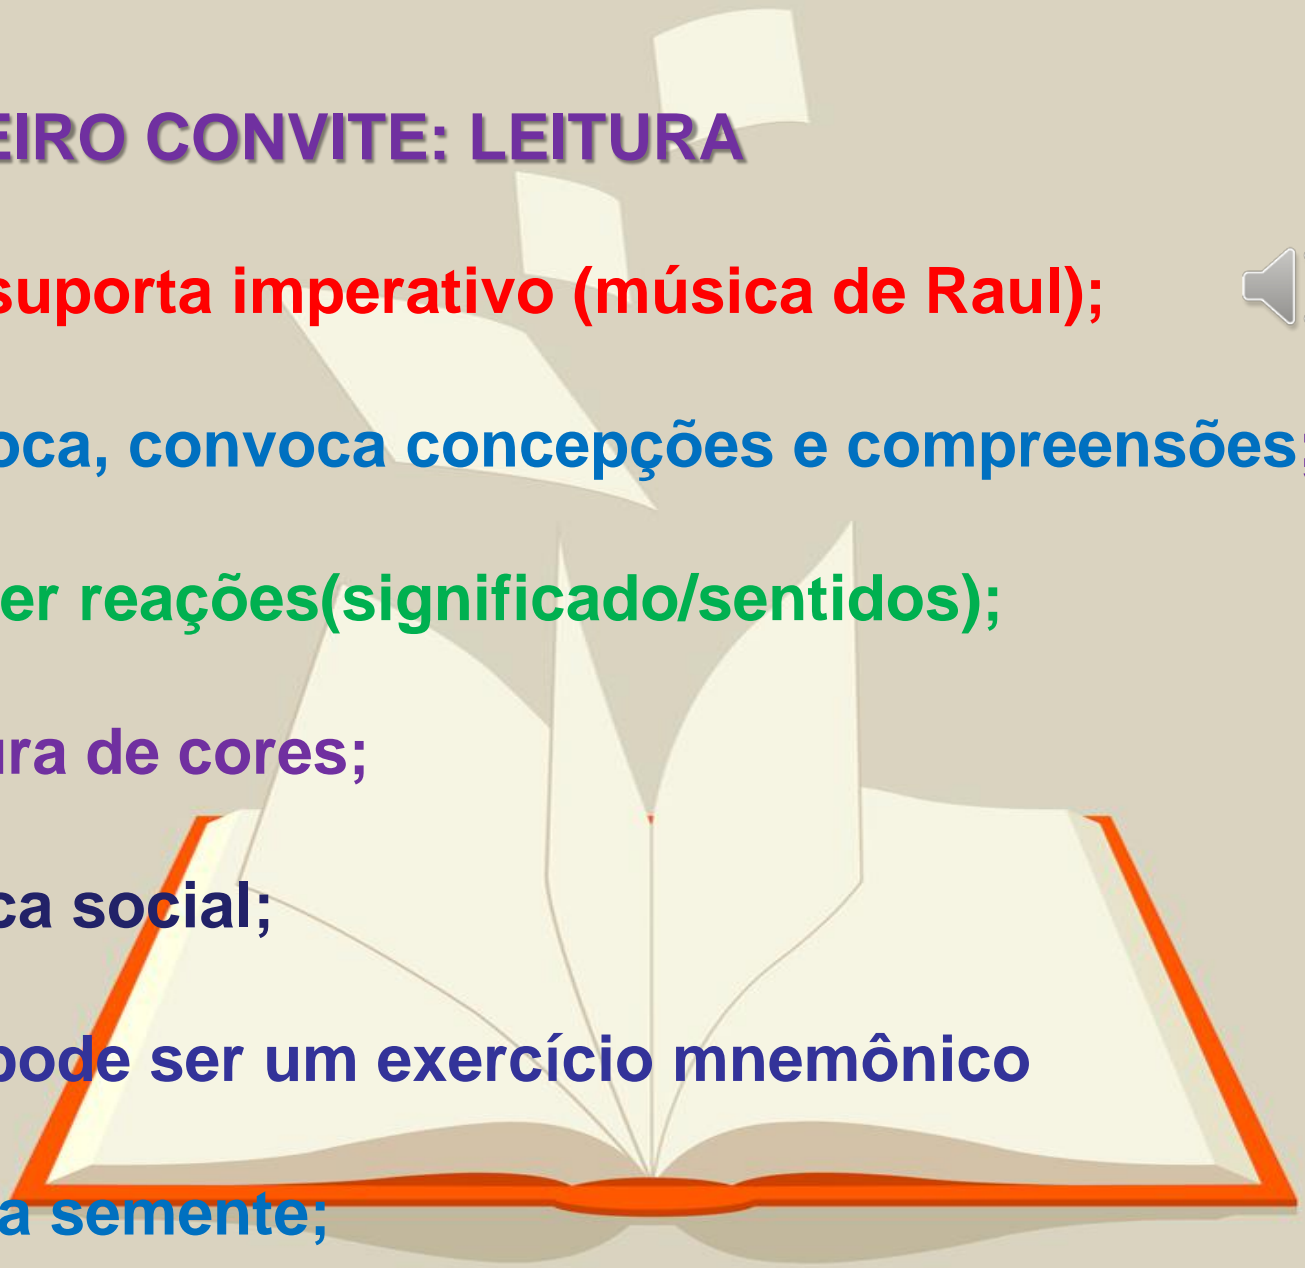 EIRO CONVITE: LEITURA
suporta imperativo (música de Raul);
oca, convoca concepções e compreensões;
er reações(significado/sentidos);
ura de cores;
ca social;
pode ser um exercício mnemônico
a semente;